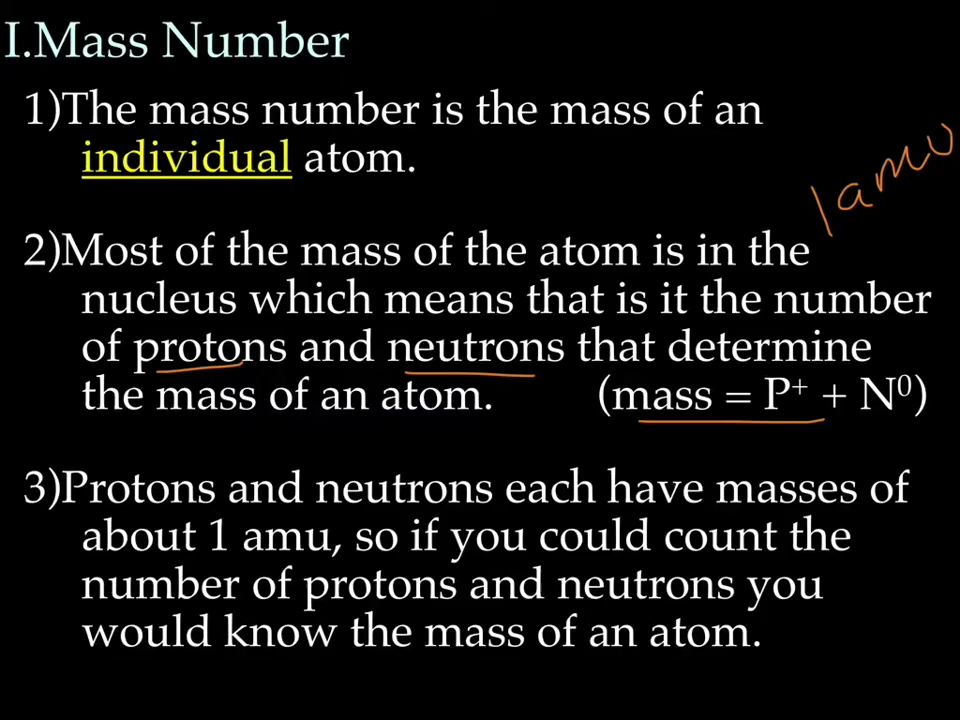 I.Mass Number
1)The mass number is the mass of an
individual atom.
1 amu
2)Most of the mass of the atom is in the
nucleus which means that is it the number
of protons and neutrons that determine
the mass of an atom. (mass = P⁺ + N⁰)
3)Protons and neutrons each have masses of
about 1 amu, so if you could count the
number of protons and neutrons you
would know the mass of an atom.